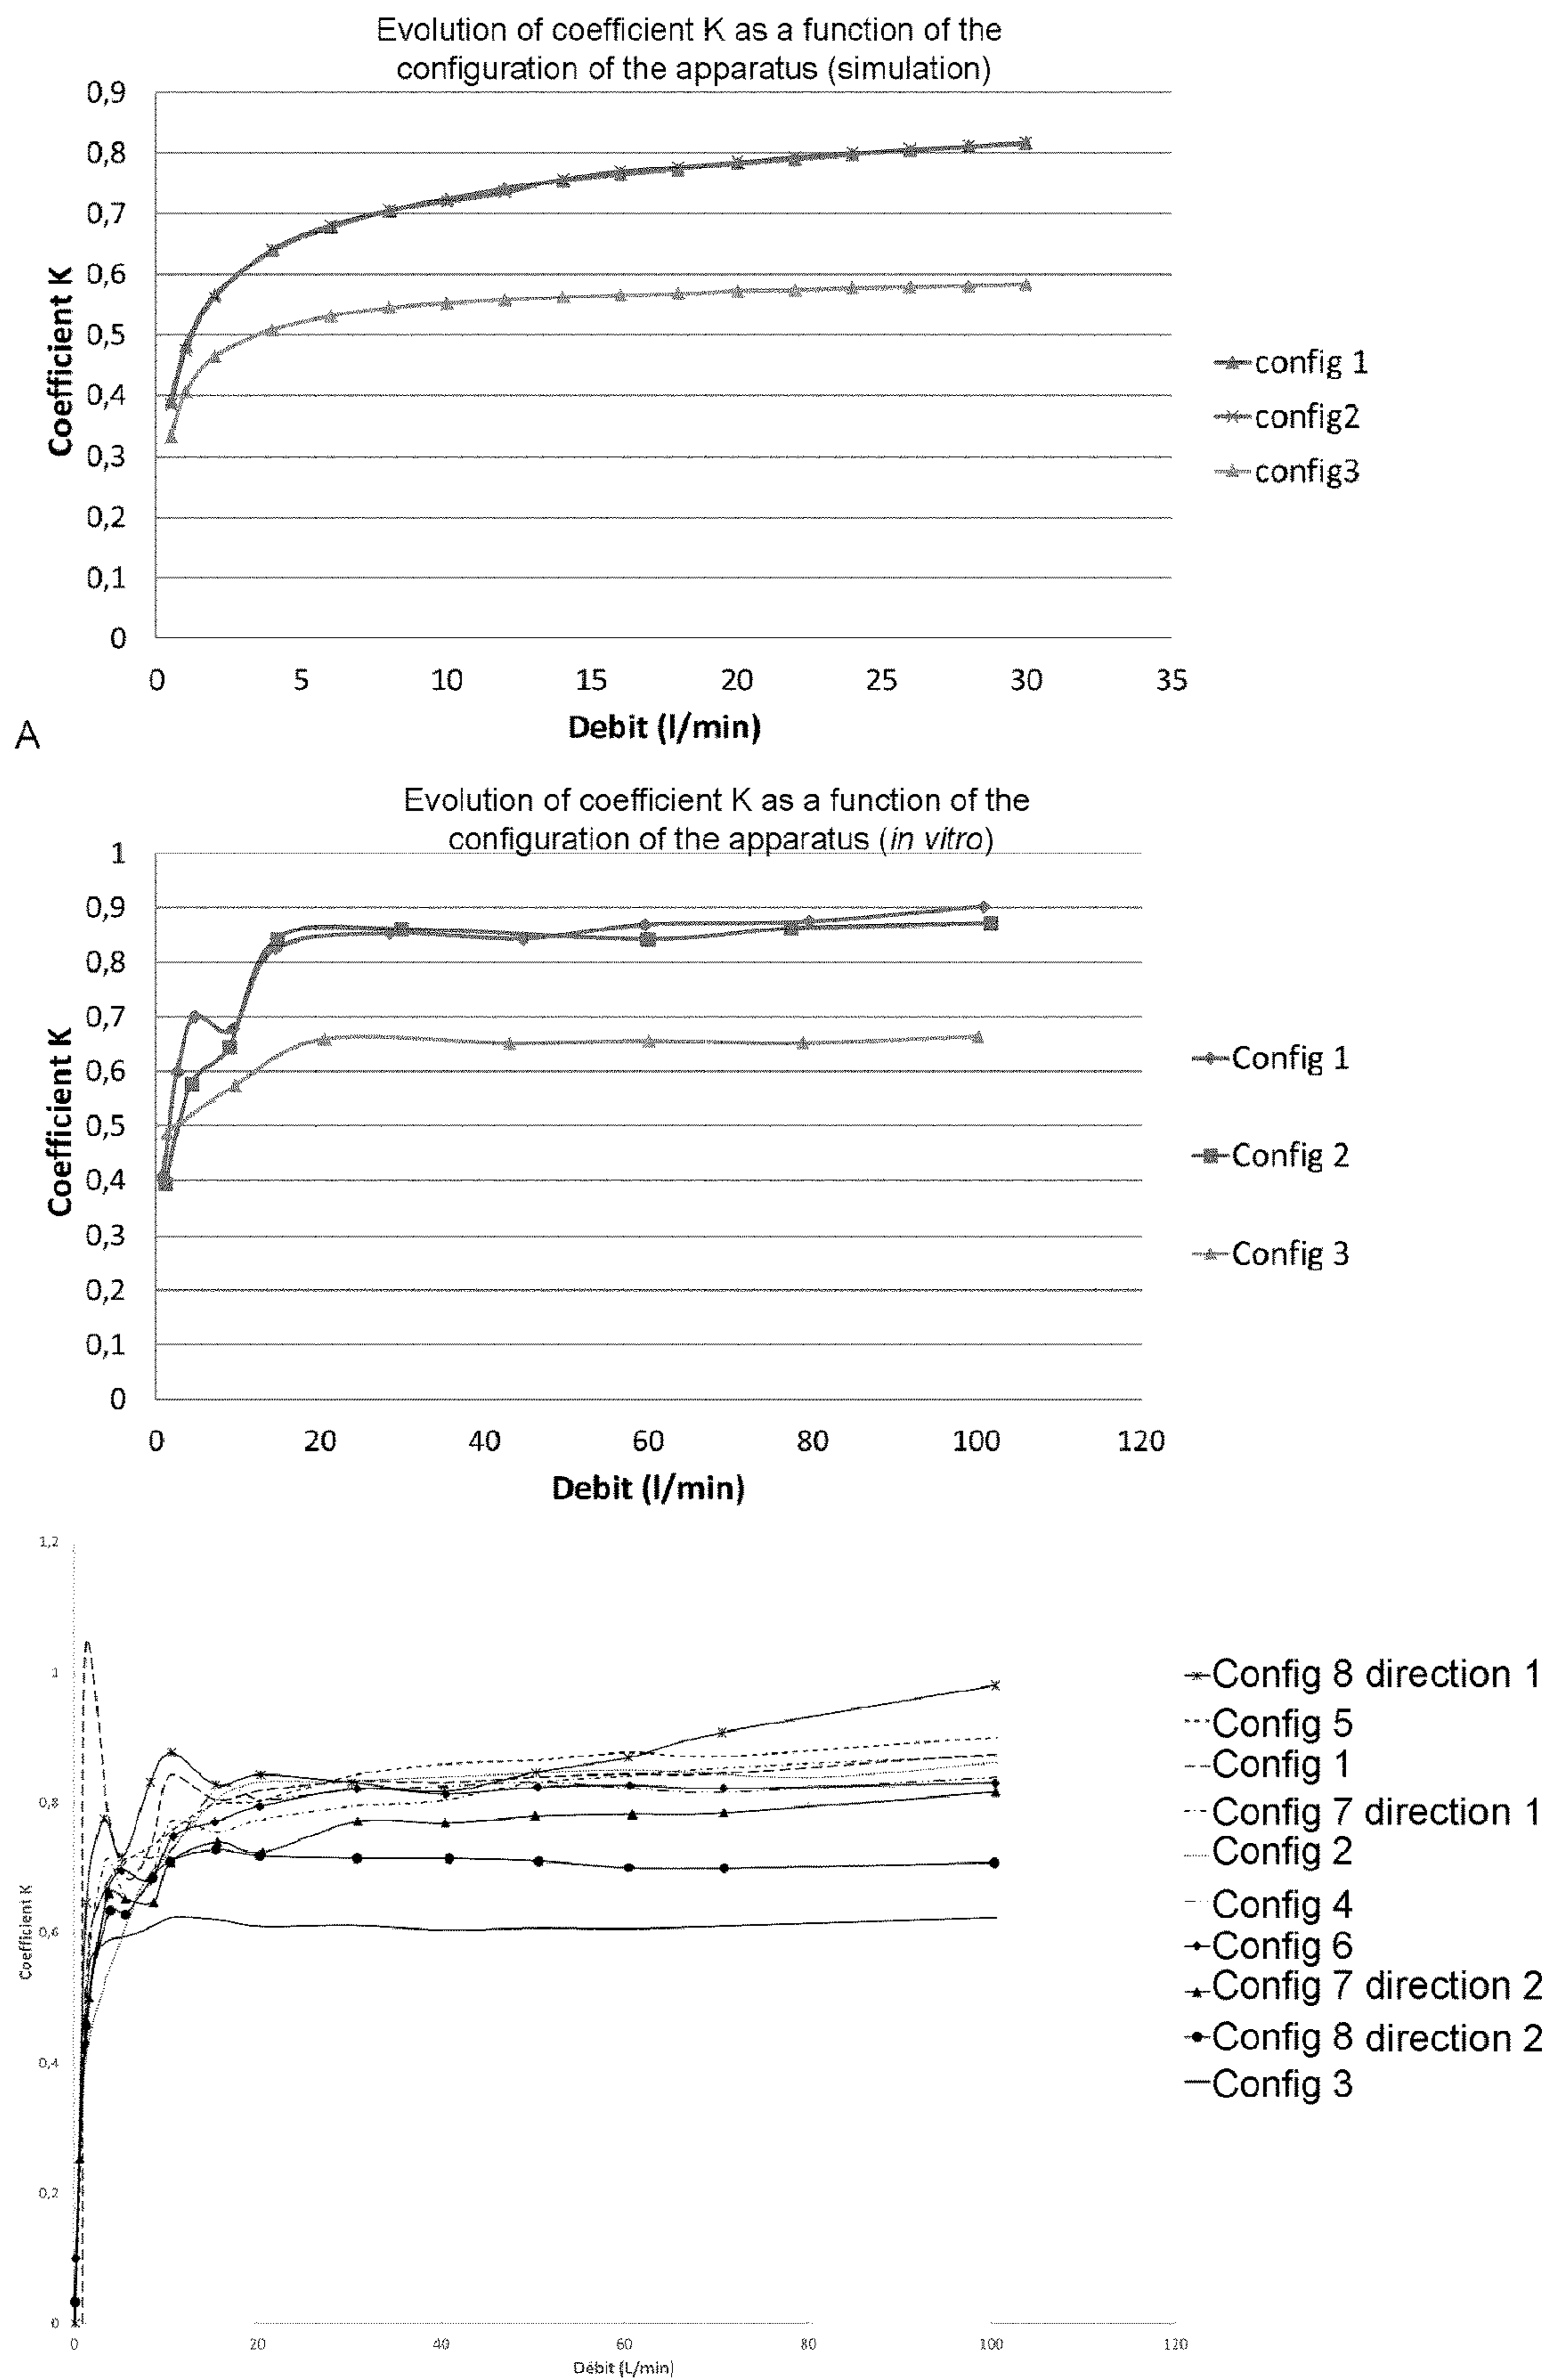 Evolution of coefficient K as a function of the
configuration of the apparatus (simulation)
0,9
0,8
0,7
0,6
0,5
0,4
0,3
0,2
0,1
0
Coefficient K
0 5 10 15 20 25 30 35
Debit (l/min)
config 1
config2
config3
A
Evolution of coefficient K as a function of the
configuration of the apparatus (in vitro)
1
0,9
0,8
0,7
0,6
0,5
0,4
0,3
0,2
0,1
0
Coefficient K
0 20 40 60 80 100 120
Debit (l/min)
Config 1
Config 2
Config 3
1,2
1
0,8
0,6
0,4
0,2
0
Coefficient K
0 20 40 60 80 100 120
Débit (L/min)
Config 8 direction 1
Config 5
Config 1
Config 7 direction 1
Config 2
Config 4
Config 6
Config 7 direction 2
Config 8 direction 2
Config 3